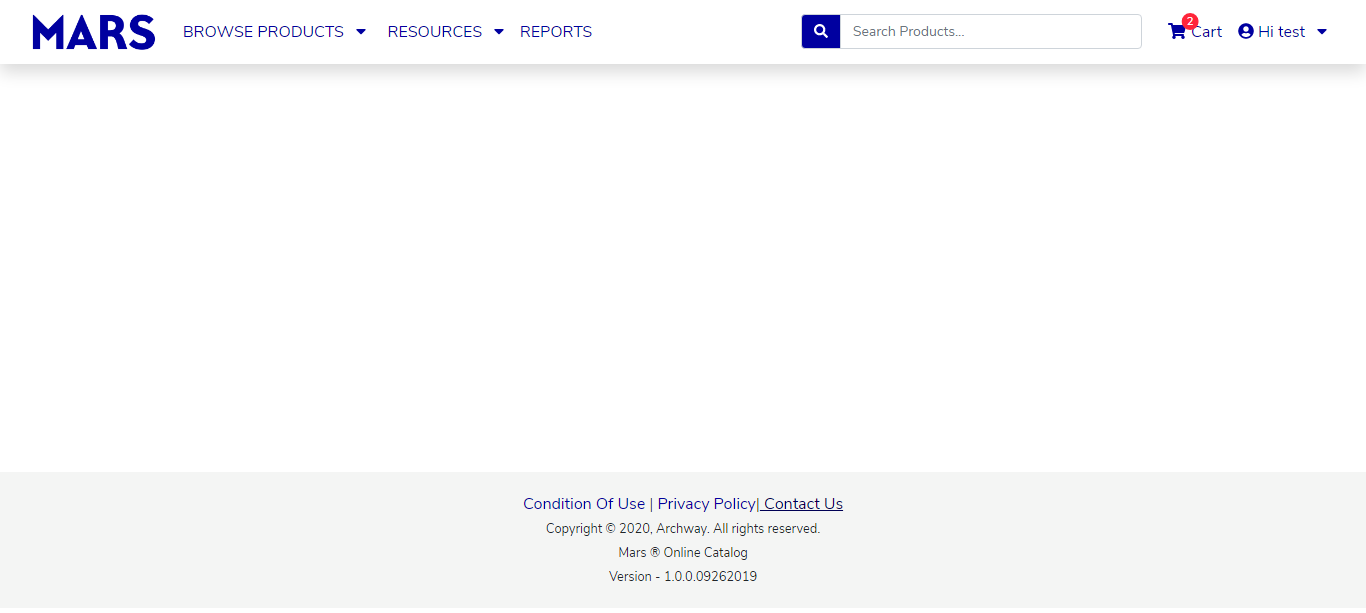 MARS BROWSE PRODUCTS RESOURCES REPORTS Search Products... 2 Cart Hi test
Condition Of Use | Privacy Policy| Contact Us
Copyright © 2020, Archway. All rights reserved.
Mars ® Online Catalog
Version - 1.0.0.09262019